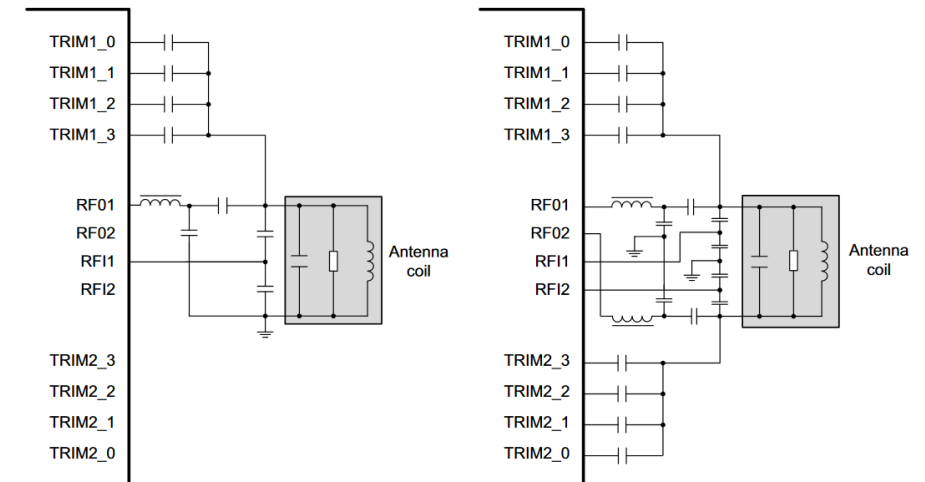 TRIM1_0
TRIM1_1
TRIM1_2
TRIM1_3
RF01
RF02
RFI1
RFI2
Antenna
coil
TRIM2_3
TRIM2_2
TRIM2_1
TRIM2_0
TRIM1_0
TRIM1_1
TRIM1_2
TRIM1_3
RF01
RF02
RFI1
RFI2
Antenna
coil
TRIM2_3
TRIM2_2
TRIM2_1
TRIM2_0